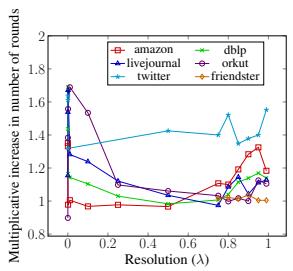 Multiplicative increase in number of rounds
2
1.8
1.6
1.4
1.2
1
0.8
amazon
dblp
livejournal
orkut
twitter
friendster
0
0.2
0.4
0.6
0.8
1
Resolution (λ)